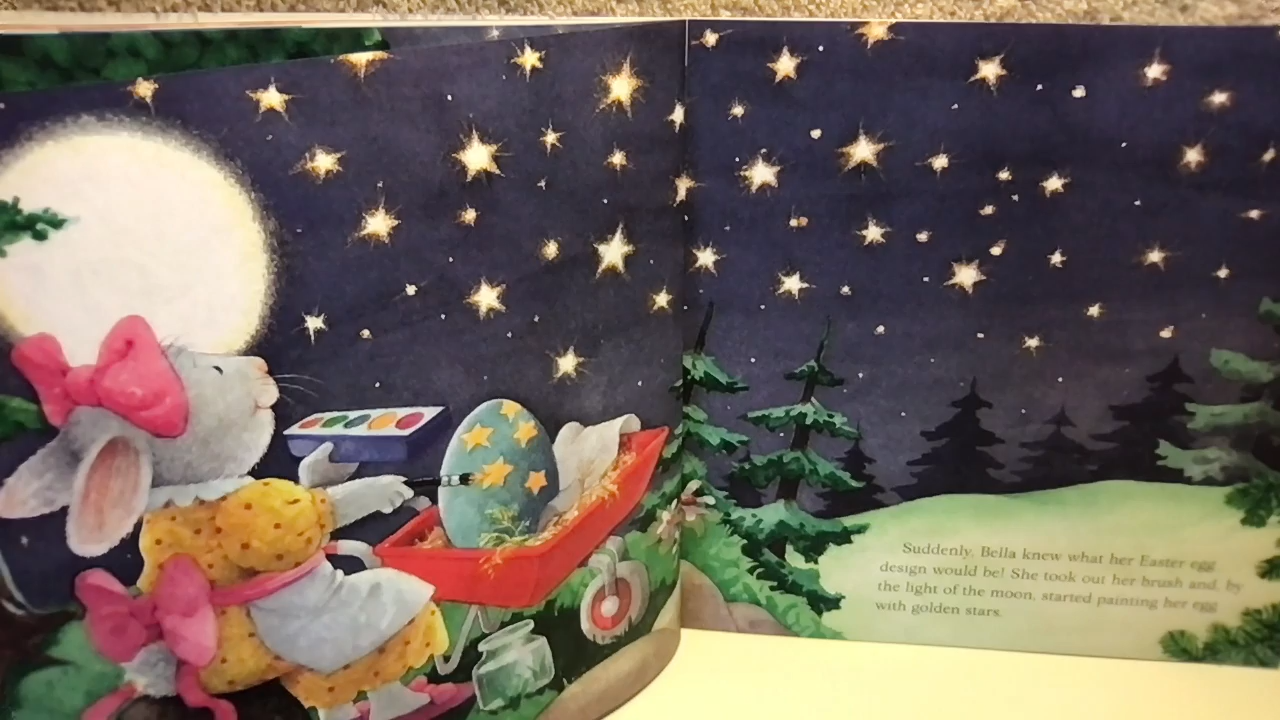 Suddenly, Bella knew what her Easter egg
design would be! She took out her brush and, by
the light of the moon, started painting her egg
with golden stars.